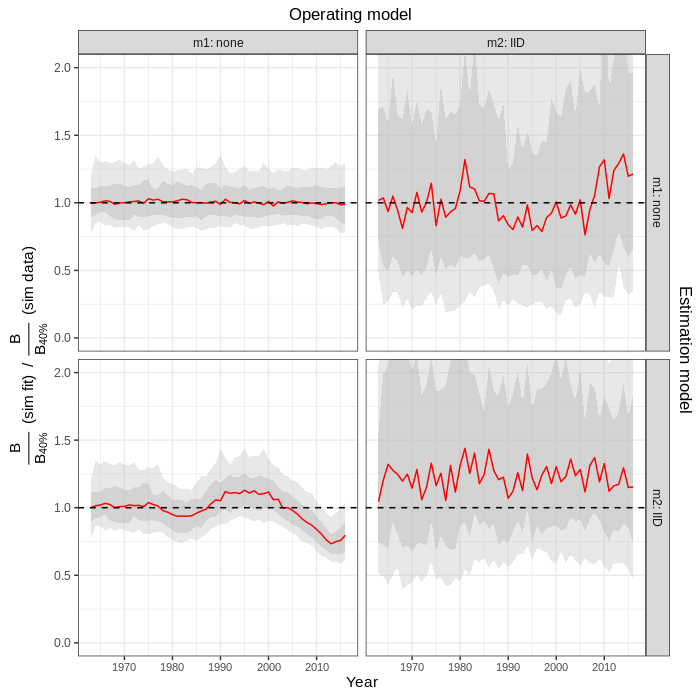 Operating model
m1: none
m2: IID
2.0
1.5
1.0
0.5
0.0
m1: none
2.0
1.5
1.0
0.5
0.0
m2: IID
B
B40%
(sim fit) /
B
B40%
(sim data)
Estimation model
1970
1980
1990
2000
2010
1970
1980
1990
2000
2010
Year